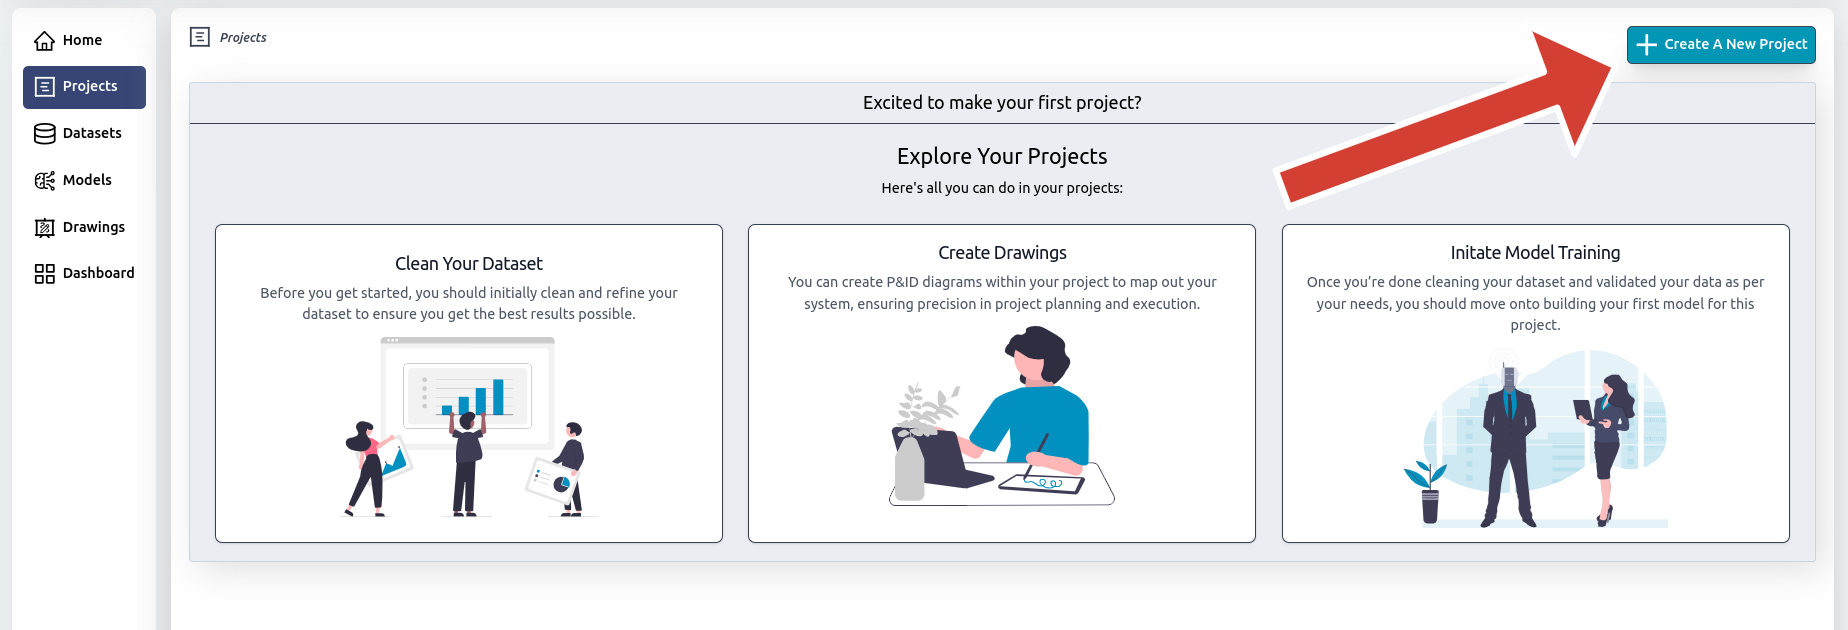 Home
Projects
Datasets
Models
Drawings
Dashboard
Projects
Create A New Project
Excited to make your first project?
Explore Your Projects
Here's all you can do in your projects:
Clean Your Dataset
Before you get started, you should initially clean and refine your
dataset to ensure you get the best results possible.
Create Drawings
You can create P&ID diagrams within your project to map out your
system, ensuring precision in project planning and execution.
Initate Model Training
Once you’re done cleaning your dataset and validated your data as per
your needs, you should move onto building your first model for this
project.